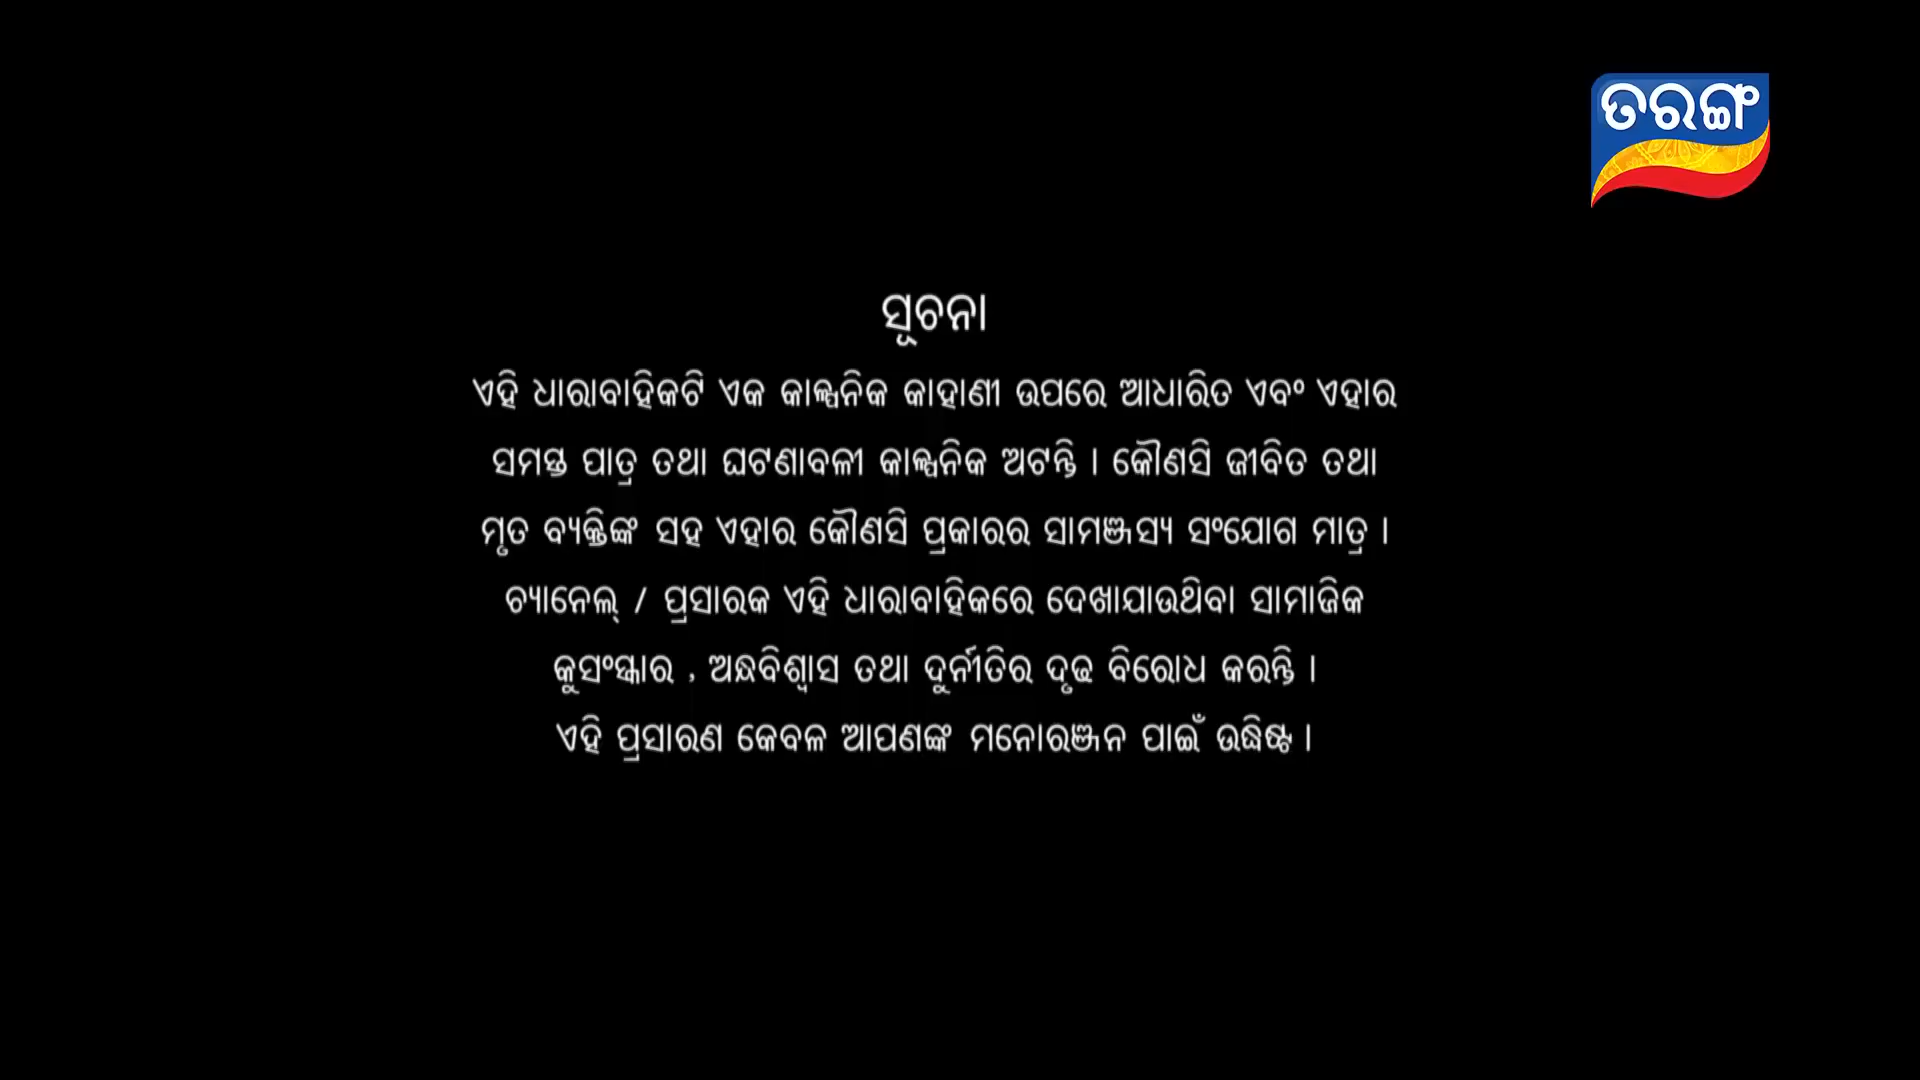 ତରଙ୍ଗ
ସୂଚନା
ଏହି ଧାରାବାହିକଟି ଏକ କାଳ୍ପନିକ କାହାଣୀ ଉପରେ ଆଧାରିତ ଏବଂ ଏହାର
ସମସ୍ତ ପାତ୍ର ତଥା ଘଟଣାବଳୀ କାଳ୍ପନିକ ଅଟନ୍ତି । କୌଣସି ଜୀବିତ ତଥା
ମୃତ ବ୍ୟକ୍ତିଙ୍କ ସହ ଏହାର କୌଣସି ପ୍ରକାରର ସାମଞ୍ଜସ୍ୟ ସଂଯୋଗ ମାତ୍ର ।
ଚ୍ୟାନେଲ୍ / ପ୍ରସାରକ ଏହି ଧାରାବାହିକରେ ଦେଖାଯାଉଥିବା ସାମାଜିକ
କୁସଂସ୍କାର , ଅନ୍ଧବିଶ୍ୱାସ ତଥା ଦୁର୍ନୀତିର ଦୃଢ ବିରୋଧ କରନ୍ତି ।
ଏହି ପ୍ରସାରଣ କେବଳ ଆପଣଙ୍କ ମନୋରଞ୍ଜନ ପାଇଁ ଉଦ୍ଧିଷ୍ଟ ।